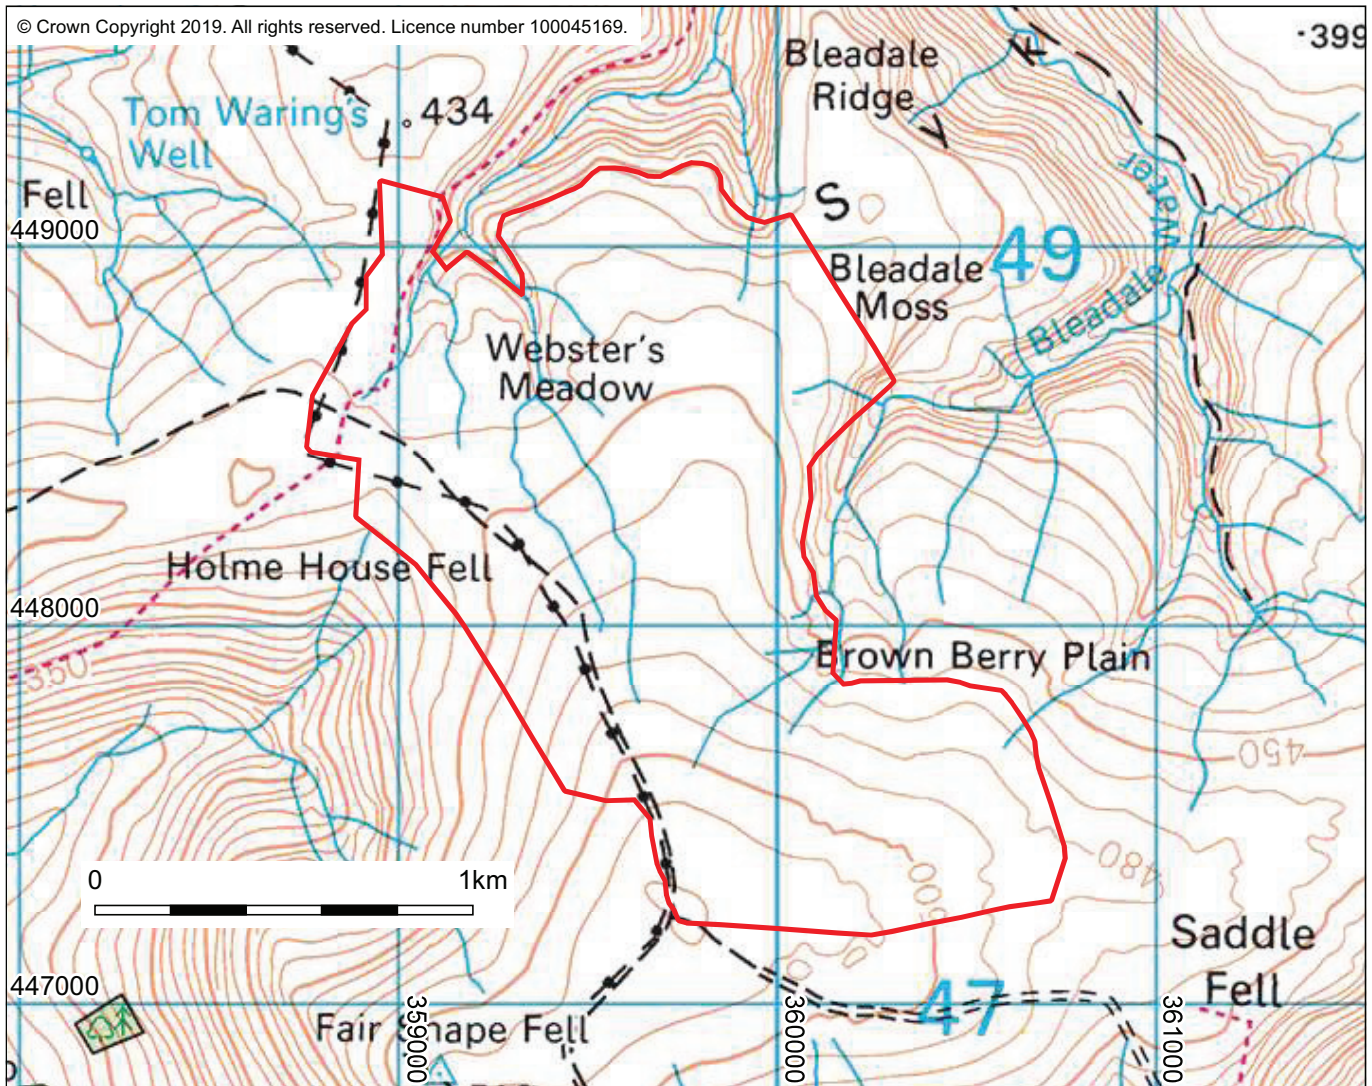 © Crown Copyright 2019. All rights reserved. Licence number 100045169.
399
Bleadale
Ridge
K
Y
Tom Waring's
Well
434
Fell
S
449000
49
Water
Bleadale
Bleadale
Moss
Webster's
Meadow
Holme House Fell
448000
350
Brown Berry Plain
450
480
500
0
1km
Saddle
Fell
447000
47
359000
360000
361000
Fair Snape Fell